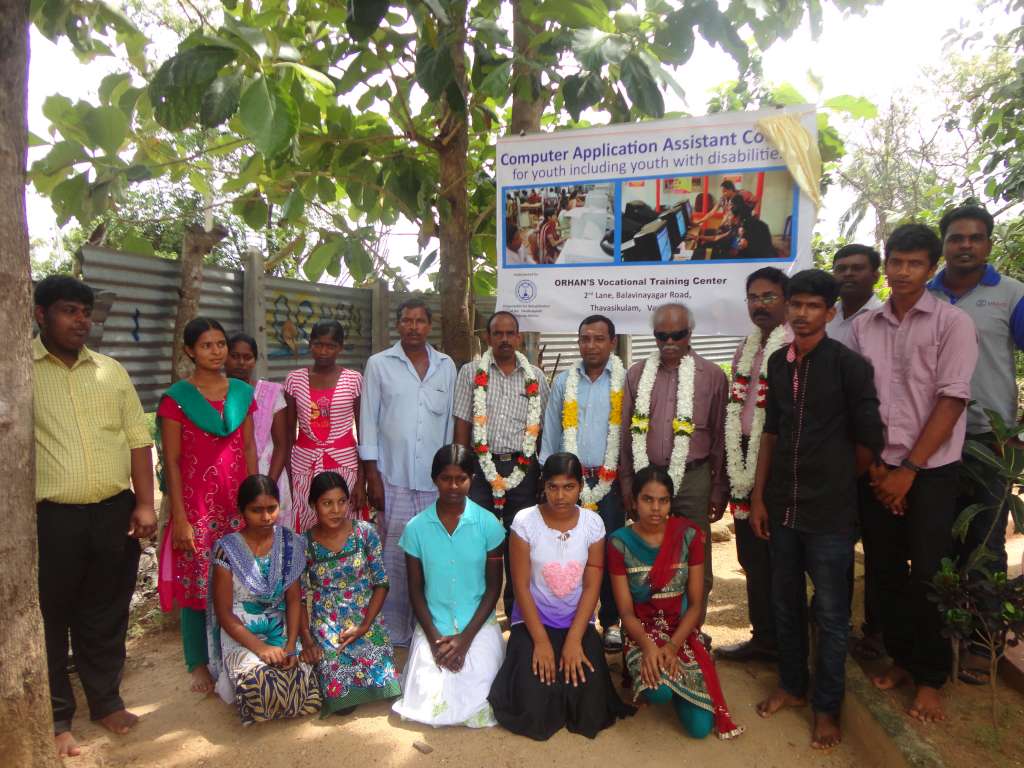 Computer Application Assistant Co
for youth including youth with disabilitie
ORHAN'S Vocational Training Center
2nd Lane, Balavinayagar Road,
Thavasikulam,